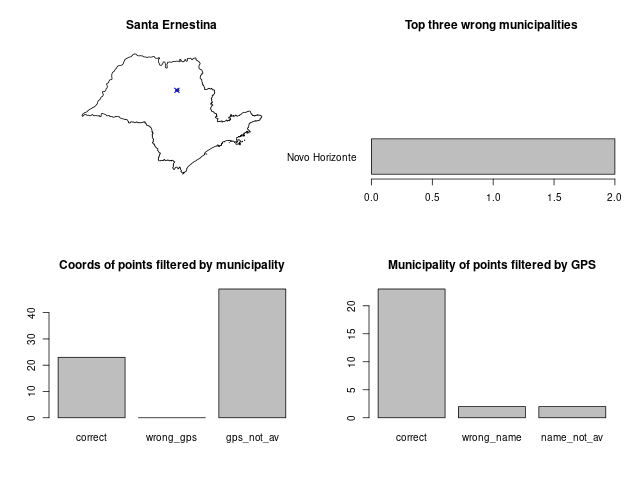 Santa Ernestina
Top three wrong municipalities
Novo Horizonte
0.0 0.5 1.0 1.5 2.0
Coords of points filtered by municipality
0 10 20 30 40
correct wrong_gps gps_not_av
Municipality of points filtered by GPS
0 5 10 15 20
correct wrong_name name_not_av